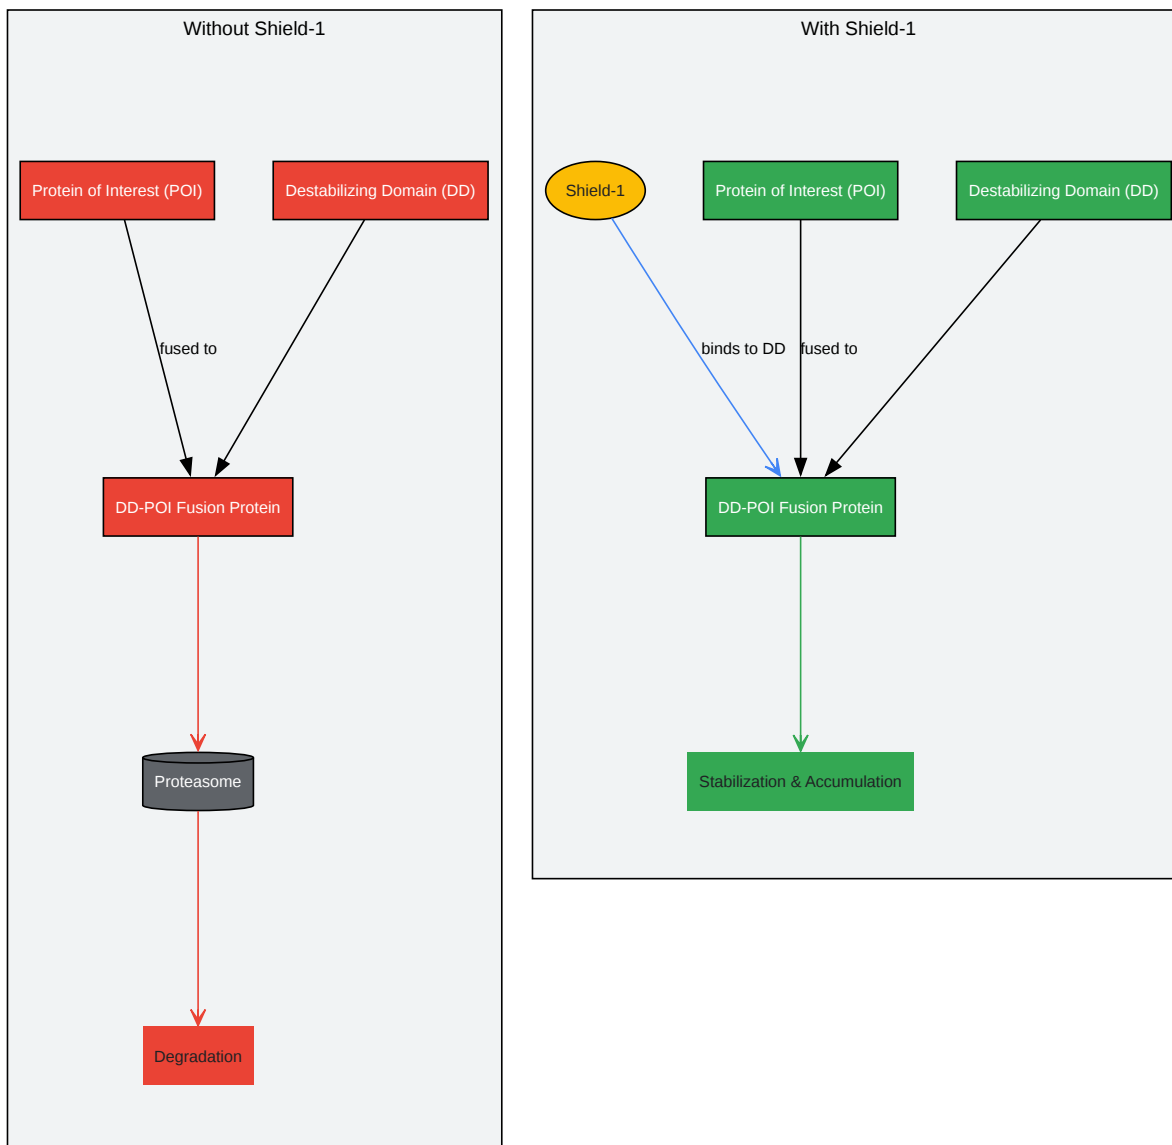 Without Shield-1
Protein of Interest (POI)
Destabilizing Domain (DD)
fused to
DD-POI Fusion Protein
Proteasome
Degradation
With Shield-1
Shield-1
Protein of Interest (POI)
Destabilizing Domain (DD)
binds to DD
fused to
DD-POI Fusion Protein
Stabilization & Accumulation